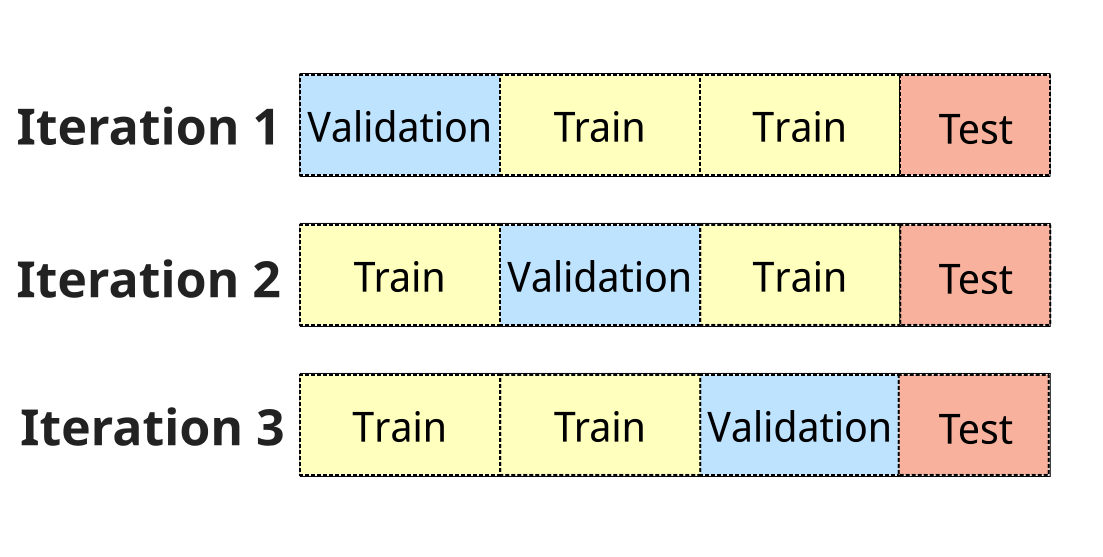 Iteration 1 Validation Train Train Test
Iteration 2 Train Validation Train Test
Iteration 3 Train Train Validation Test